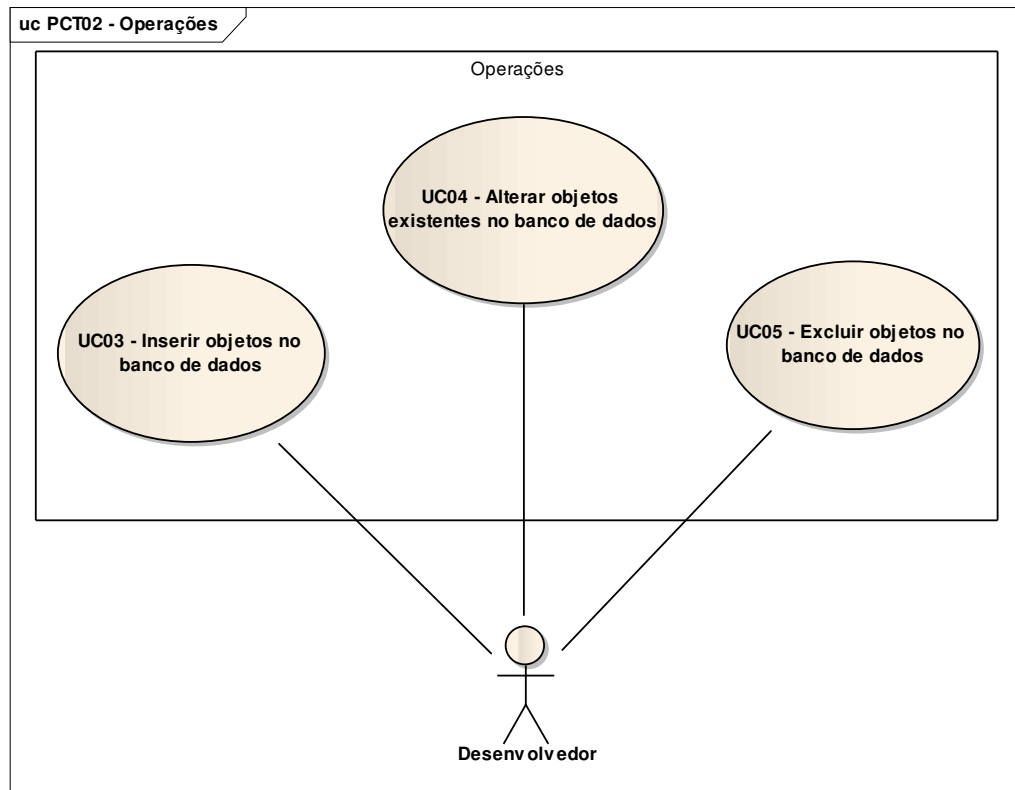 uc PCT02 - Operações
Operações
UC04 - Alterar objetos
existentes no banco de dados
UC03 - Inserir objetos no
banco de dados
UC05 - Excluir objetos no
banco de dados
Desenvolvedor